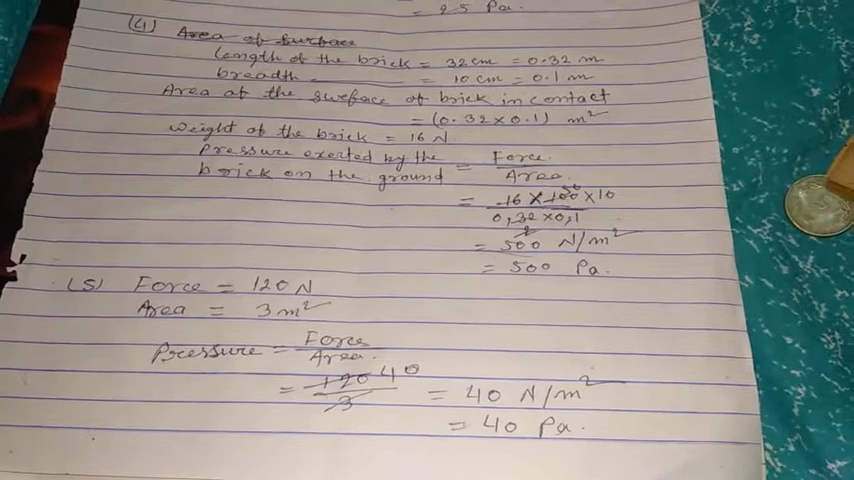 = 25 Pa.
(4) Area of Surface
Length of the brick = 32 cm = 0.32 m
breadth = 10 cm = 0.1 m
Area of the surface of brick in contact
= (0.32 × 0.1) m²
Weight of the brick = 16 N
Pressure exerted by the brick on the ground = Force / Area.
= 16 × 100 50 × 10 / 0,32 × 0,1 2
= 500 N/m²
= 500 Pa.
(5) Force = 120 N
Area = 3 m²
Pressure = Force / Area.
= 120 40 / 3 = 40 N/m²
= 40 Pa.